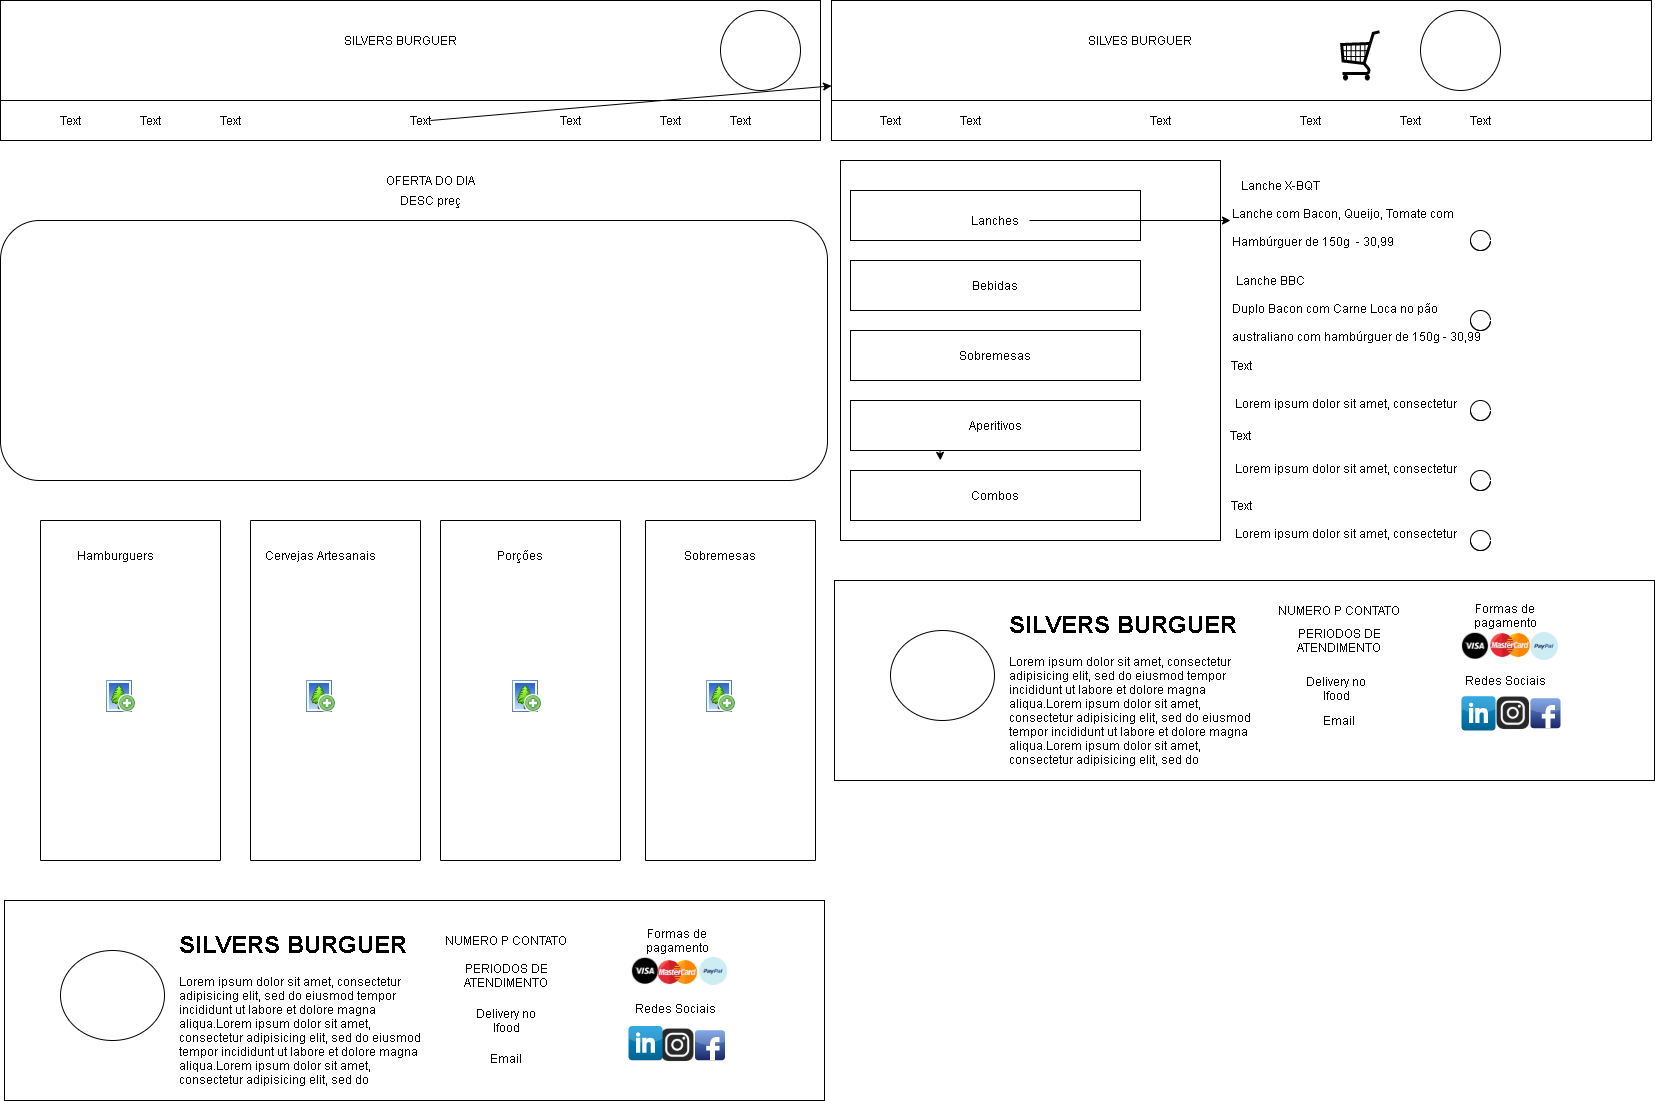 SILVERS BURGUER
Text
Text
Text
Text
Text
Text
Text
OFERTA DO DIA
DESC preç
Hamburguers
Cervejas Artesanais
Porções
Sobremesas
SILVERS BURGUER
Lorem ipsum dolor sit amet, consectetur
adipisicing elit, sed do eiusmod tempor
incididunt ut labore et dolore magna
aliqua.Lorem ipsum dolor sit amet,
consectetur adipisicing elit, sed do eiusmod
tempor incididunt ut labore et dolore magna
aliqua.Lorem ipsum dolor sit amet,
consectetur adipisicing elit, sed do
NUMERO P CONTATO
PERIODOS DE
ATENDIMENTO
Delivery no
Ifood
Email
Formas de
pagamento
VISA
MasterCard
PayPal
Redes Sociais
in
f
SILVES BURGUER
Text
Text
Text
Text
Text
Text
Lanches
Bebidas
Sobremesas
Aperitivos
Combos
Lanche X-BQT
Lanche com Bacon, Queijo, Tomate com
Hambúrguer de 150g - 30,99
Lanche BBC
Duplo Bacon com Carne Loca no pão
australiano com hambúrguer de 150g - 30,99
Text
Lorem ipsum dolor sit amet, consectetur
Text
Lorem ipsum dolor sit amet, consectetur
Text
Lorem ipsum dolor sit amet, consectetur
SILVERS BURGUER
Lorem ipsum dolor sit amet, consectetur
adipisicing elit, sed do eiusmod tempor
incididunt ut labore et dolore magna
aliqua.Lorem ipsum dolor sit amet,
consectetur adipisicing elit, sed do eiusmod
tempor incididunt ut labore et dolore magna
aliqua.Lorem ipsum dolor sit amet,
consectetur adipisicing elit, sed do
NUMERO P CONTATO
PERIODOS DE
ATENDIMENTO
Delivery no
Ifood
Email
Formas de
pagamento
VISA
MasterCard
PayPal
Redes Sociais
in
f